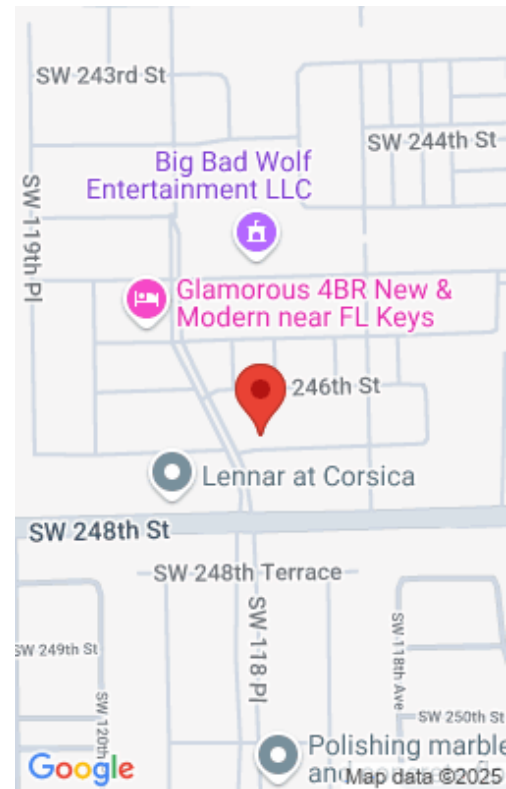 SW 243rd St
SW 244th St
Big Bad Wolf
Entertainment LLC
SW 119th Pl
Glamorous 4BR New &
Modern near FL Keys
246th St
Lennar at Corsica
SW 248th St
SW 248th Terrace
SW 118 Pl
SW 118th Ave
SW 249th St
SW 120th
SW 250th St
Polishing marble
and
Google
Map data ©2025